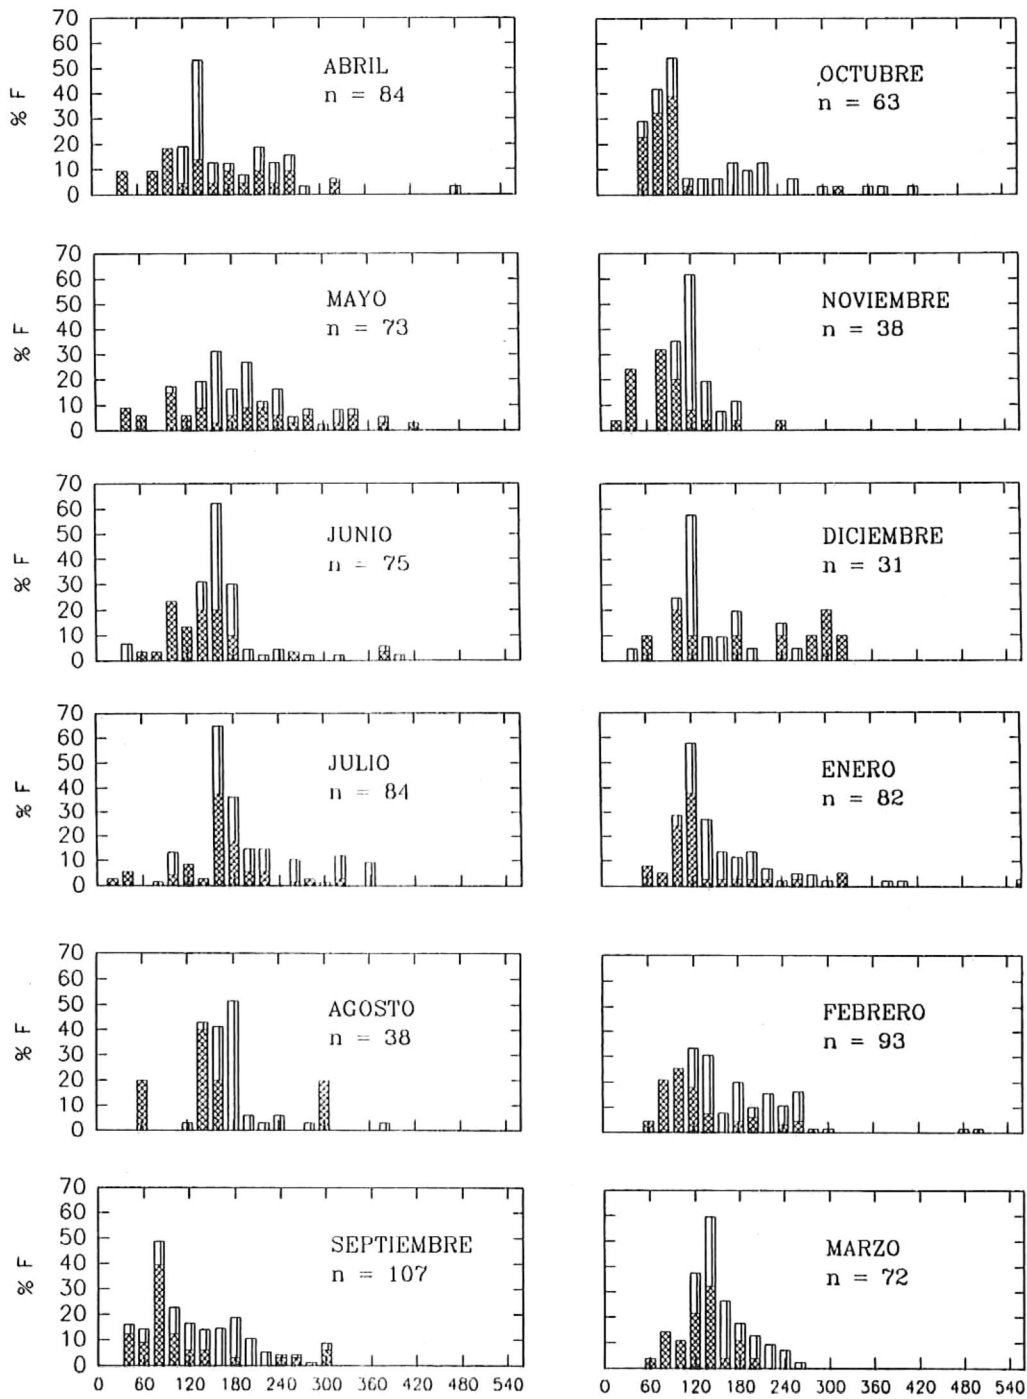 70
60
50
40
30
20
10
0
% F
ABRIL
n = 84
OCTUBRE
n = 63
70
60
50
40
30
20
10
0
% F
MAYO
n = 73
NOVIEMBRE
n = 38
70
60
50
40
30
20
10
0
% F
JUNIO
n = 75
DICIEMBRE
n = 31
70
60
50
40
30
20
10
0
% F
JULIO
n = 84
ENERO
n = 82
70
60
50
40
30
20
10
0
% F
AGOSTO
n = 38
FEBRERO
n = 93
70
60
50
40
30
20
10
0
% F
SEPTIEMBRE
n = 107
MARZO
n = 72
0 60 120 180 240 300 360 420 480 540
0 60 120 180 240 300 360 420 480 540